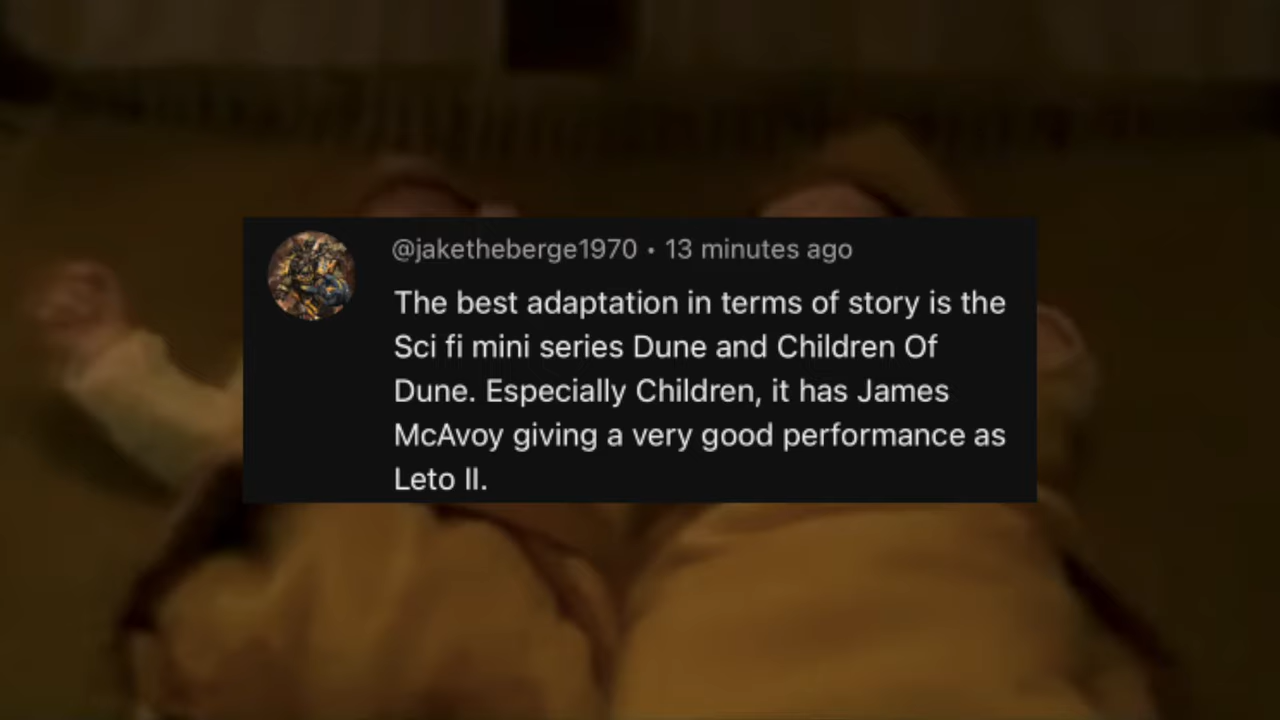 @jaketheberge1970 • 13 minutes ago
The best adaptation in terms of story is the
Sci fi mini series Dune and Children Of
Dune. Especially Children, it has James
McAvoy giving a very good performance as
Leto II.